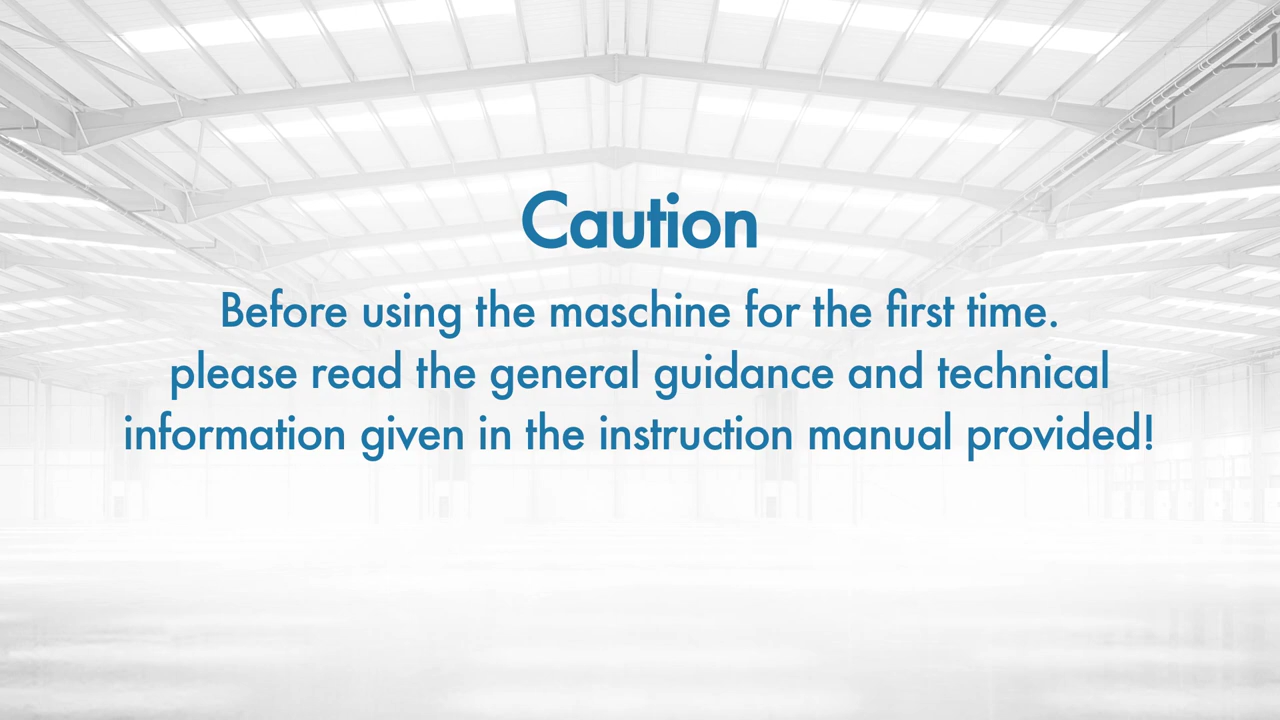 Caution
Before using the maschine for the first time.
please read the general guidance and technical
information given in the instruction manual provided!